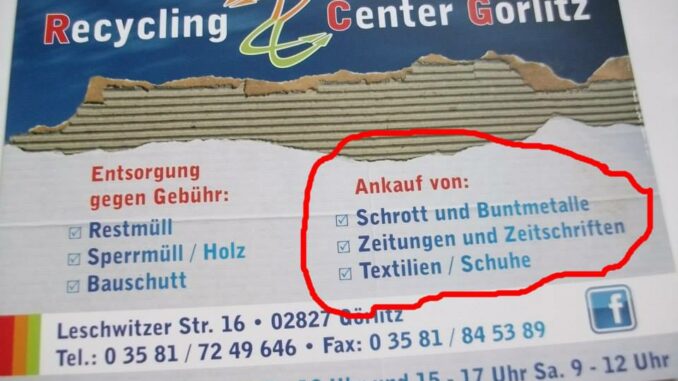 Recycling Center Görlitz
Entsorgung
gegen Gebühr:
Restmüll
Sperrmüll / Holz
Bauschutt
Ankauf von:
Schrott und Buntmetalle
Zeitungen und Zeitschriften
Textilien / Schuhe
f
Leschwitzer Str. 16 • 02827 Görlitz
Tel.: 0 35 81 / 72 49 646 • Fax: 0 35 81 / 84 53 89
Uhr und 15 - 17 Uhr Sa. 9 - 12 Uhr